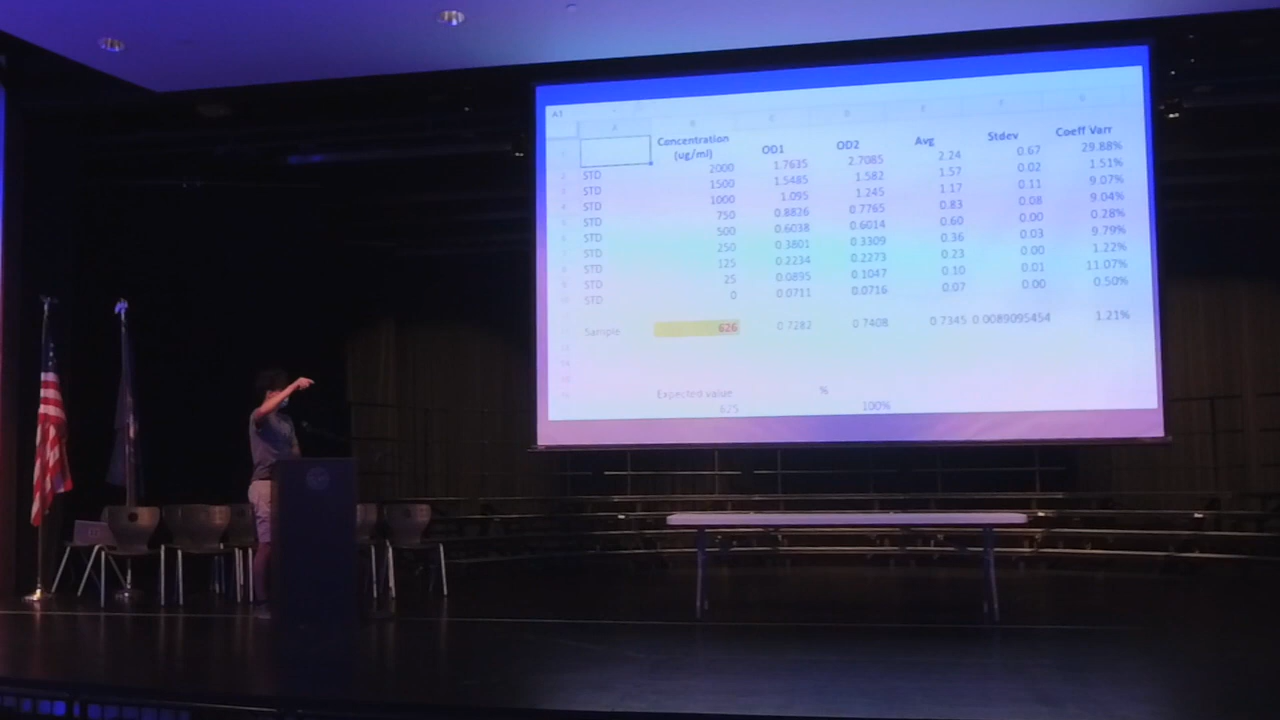 A1
Concentration (ug/ml) OD1 OD2 Avg Stdev Coeff Varr
STD 2000 1.7635 2.7085 2.24 0.67 29.88%
STD 1500 1.5485 1.582 1.57 0.02 1.51%
STD 1000 1.095 1.245 1.17 0.11 9.07%
STD 750 0.8826 0.7765 0.83 0.08 9.04%
STD 500 0.6038 0.6014 0.60 0.00 0.28%
STD 250 0.3801 0.3309 0.36 0.03 9.79%
STD 125 0.2234 0.2273 0.23 0.00 1.22%
STD 25 0.0895 0.1047 0.10 0.01 11.07%
STD 0 0.0711 0.0716 0.07 0.00 0.50%
Sample 626 0.7282 0.7408 0.7345 0.0089095454 1.21%
Expected value %
625 100%